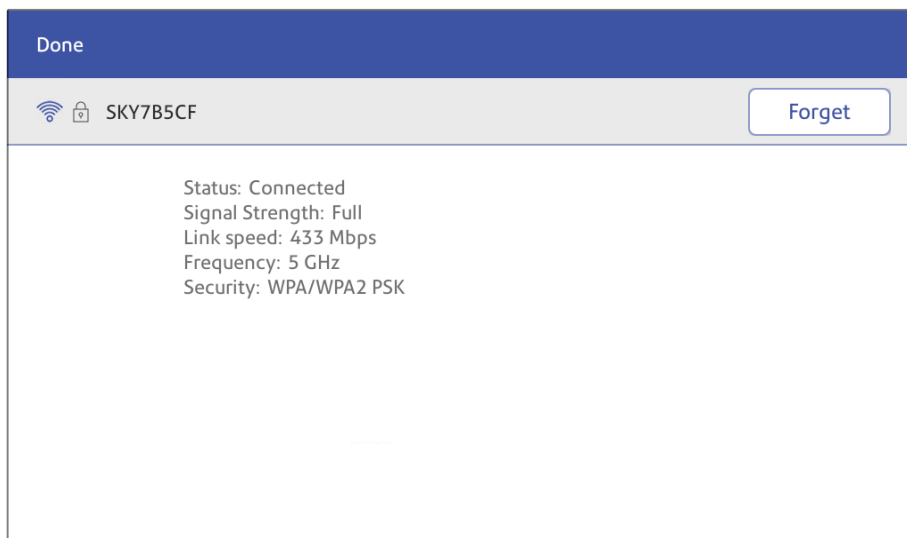 Done
SKY7B5CF
Forget
Status: Connected
Signal Strength: Full
Link speed: 433 Mbps
Frequency: 5 GHz
Security: WPA/WPA2 PSK